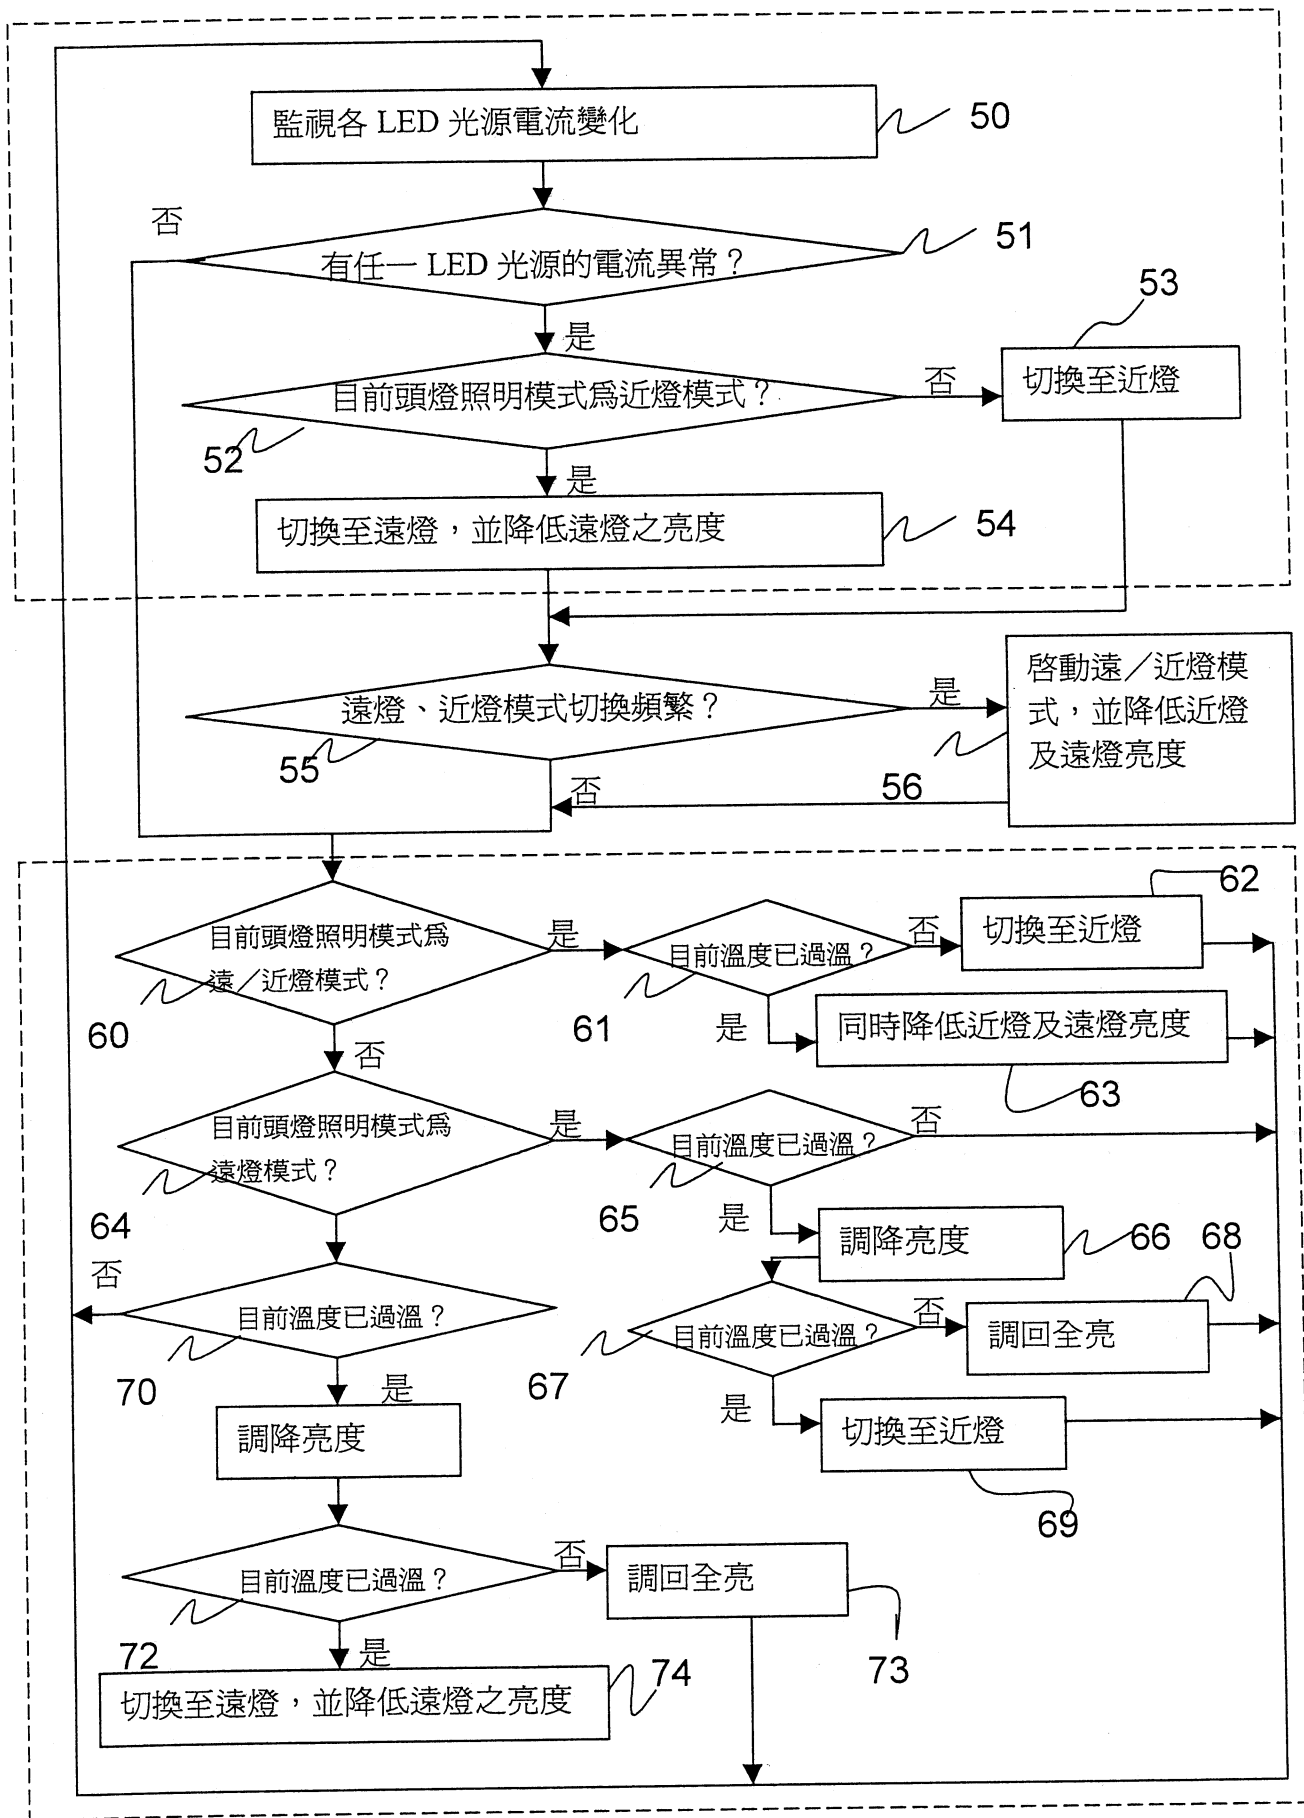 監視各 LED 光源電流變化
50
否
有任一 LED 光源的電流異常？
51
是
53
目前頭燈照明模式為近燈模式？
否
切換至近燈
52
是
切換至遠燈，並降低遠燈之亮度
54
遠燈、近燈模式切換頻繁？
是
啓動遠／近燈模
式，並降低近燈
及遠燈亮度
55
56
否
目前頭燈照明模式為
遠／近燈模式？
60
是
目前溫度已過溫？
61
否
切換至近燈
62
是
同時降低近燈及遠燈亮度
63
否
目前頭燈照明模式為
遠燈模式？
64
是
目前溫度已過溫？
65
否
是
調降亮度
66
68
否
目前溫度已過溫？
70
目前溫度已過溫？
67
否
調回全亮
是
調降亮度
是
切換至近燈
69
目前溫度已過溫？
72
否
調回全亮
73
是
切換至遠燈，並降低遠燈之亮度
74